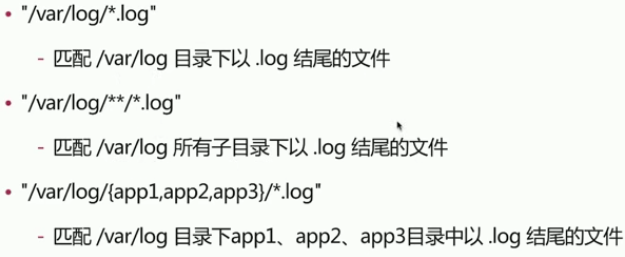 • "/var/log/*.log"
- 匹配 /var/log 目录下以 .log 结尾的文件
• "/var/log/**/*.log"
- 匹配 /var/log 所有子目录下以 .log 结尾的文件
• "/var/log/{app1,app2,app3}/*.log"
- 匹配 /var/log 目录下app1、app2、app3目录中以 .log 结尾的文件